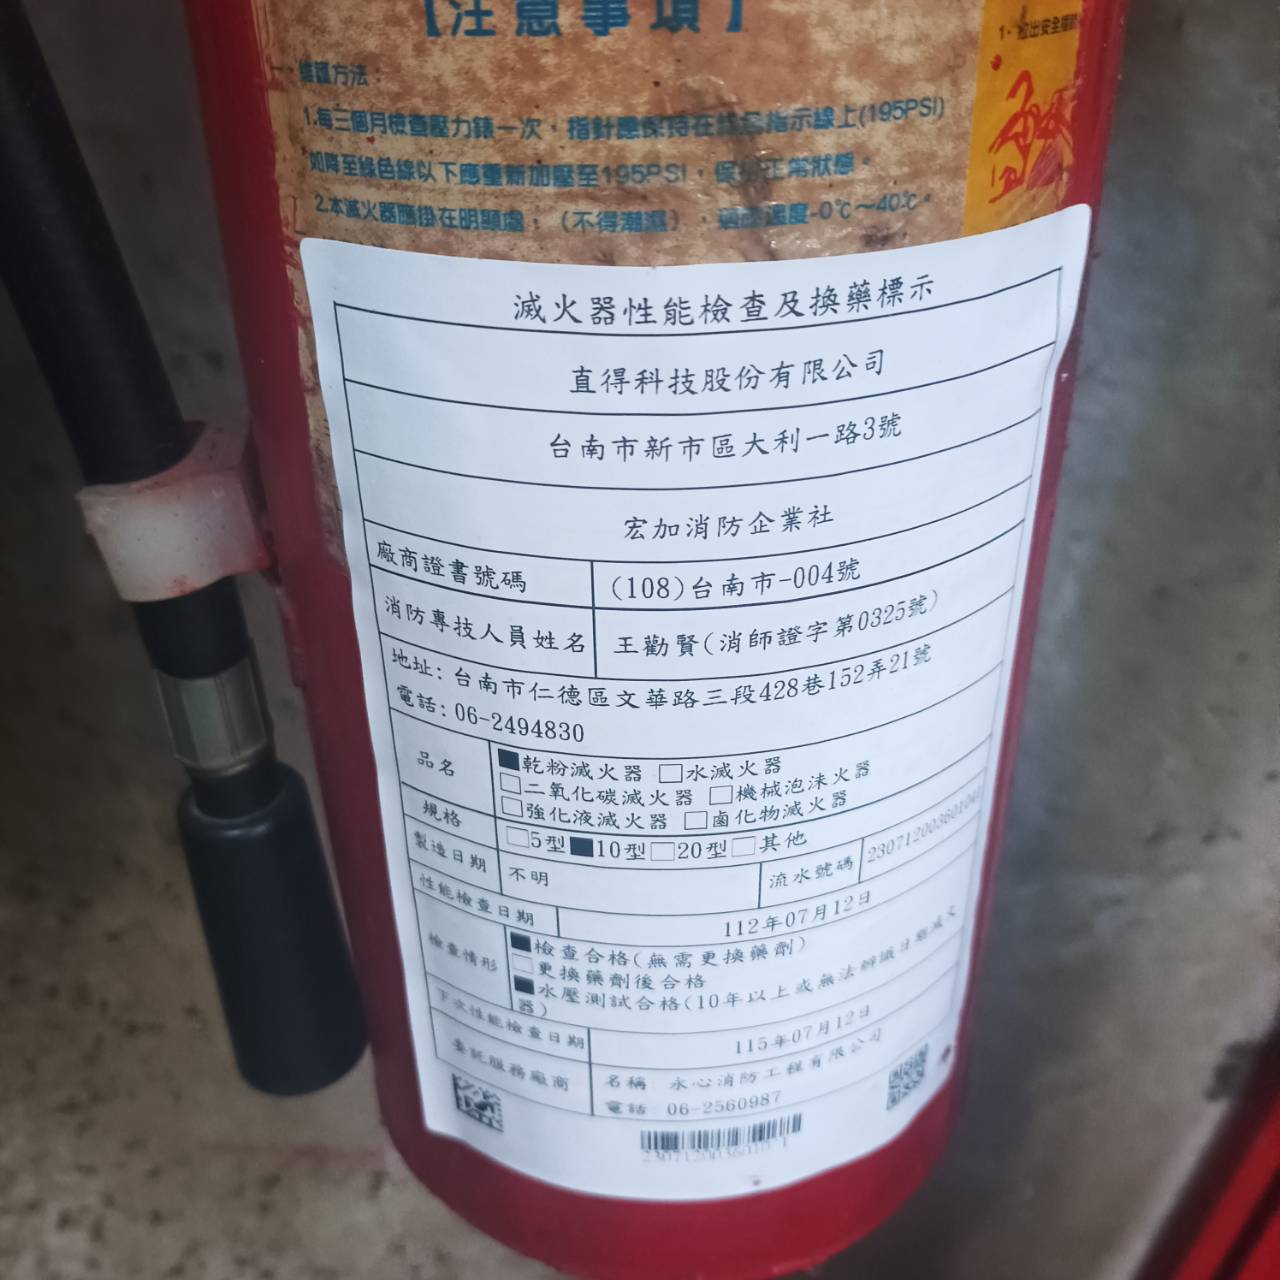 【注意事項】
1、拉出安全插銷
一、維護方法：
1.每三個月檢查壓力錶一次，指針應保持在綠色指示線上(195PSI)
如降至綠色線以下應重新加壓至195PSI，保持正常狀態。
2.本滅火器應掛在明顯處，（不得潮濕），適應溫度-0℃～40℃。
滅火器性能檢查及換藥標示
直得科技股份有限公司
台南市新市區大利一路3號
宏加消防企業社
廠商證書號碼 (108)台南市-004號
消防專技人員姓名 王勸賢(消師證字第0325號)
地址: 台南市仁德區文華路三段428巷152弄21號
電話: 06-2494830
品名 ■乾粉滅火器 □水滅火器
□二氧化碳滅火器 □機械泡沫火器
□強化液滅火器 □鹵化物滅火器
規格 □5型■10型□20型□其他
製造日期 不明 流水號碼
性能檢查日期 112年07月12日
檢查情形 ■檢查合格(無需更換藥劑)
□更換藥劑後合格
■水壓測試合格(10年以上或無法辨識日期滅火
器)
下次性能檢查日期 115年07月12日
委託服務廠商 名稱 永心消防工程有限公司
電話 06-2560987